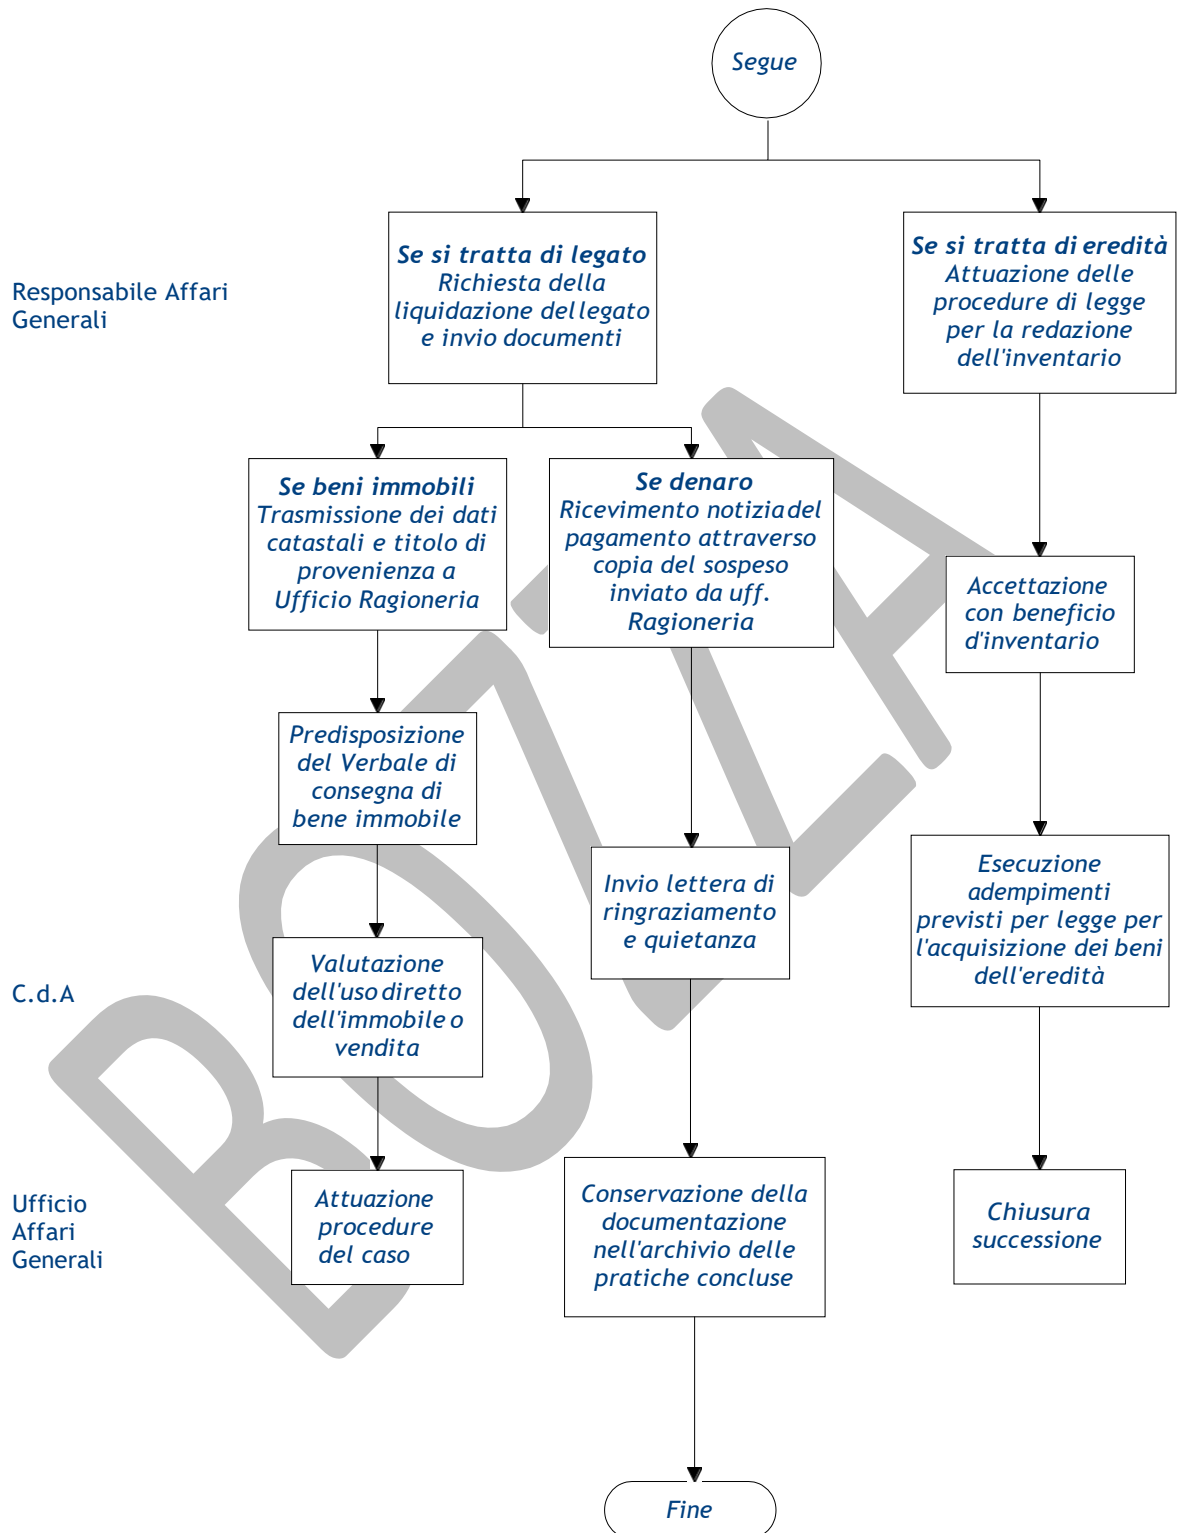 Segue
Responsabile Affari
Generali
Se si tratta di legato
Richiesta della
liquidazione del legato
e invio documenti
Se si tratta di eredità
Attuazione delle
procedure di legge
per la redazione
dell'inventario
Se beni immobili
Trasmissione dei dati
catastali e titolo di
provenienza a
Ufficio Ragioneria
Se denaro
Ricevimento notizia del
pagamento attraverso
copia del sospeso
inviato da uff.
Ragioneria
Accettazione
con beneficio
d'inventario
Predisposizione
del Verbale di
consegna di
bene immobile
Invio lettera di
ringraziamento
e quietanza
Esecuzione
adempimenti
previsti per legge per
l'acquisizione dei beni
dell'eredità
C.d.A
Valutazione
dell'uso diretto
dell'immobile o
vendita
Ufficio
Affari
Generali
Attuazione
procedure
del caso
Conservazione della
documentazione
nell'archivio delle
pratiche concluse
Chiusura
successione
Fine
BOZZA